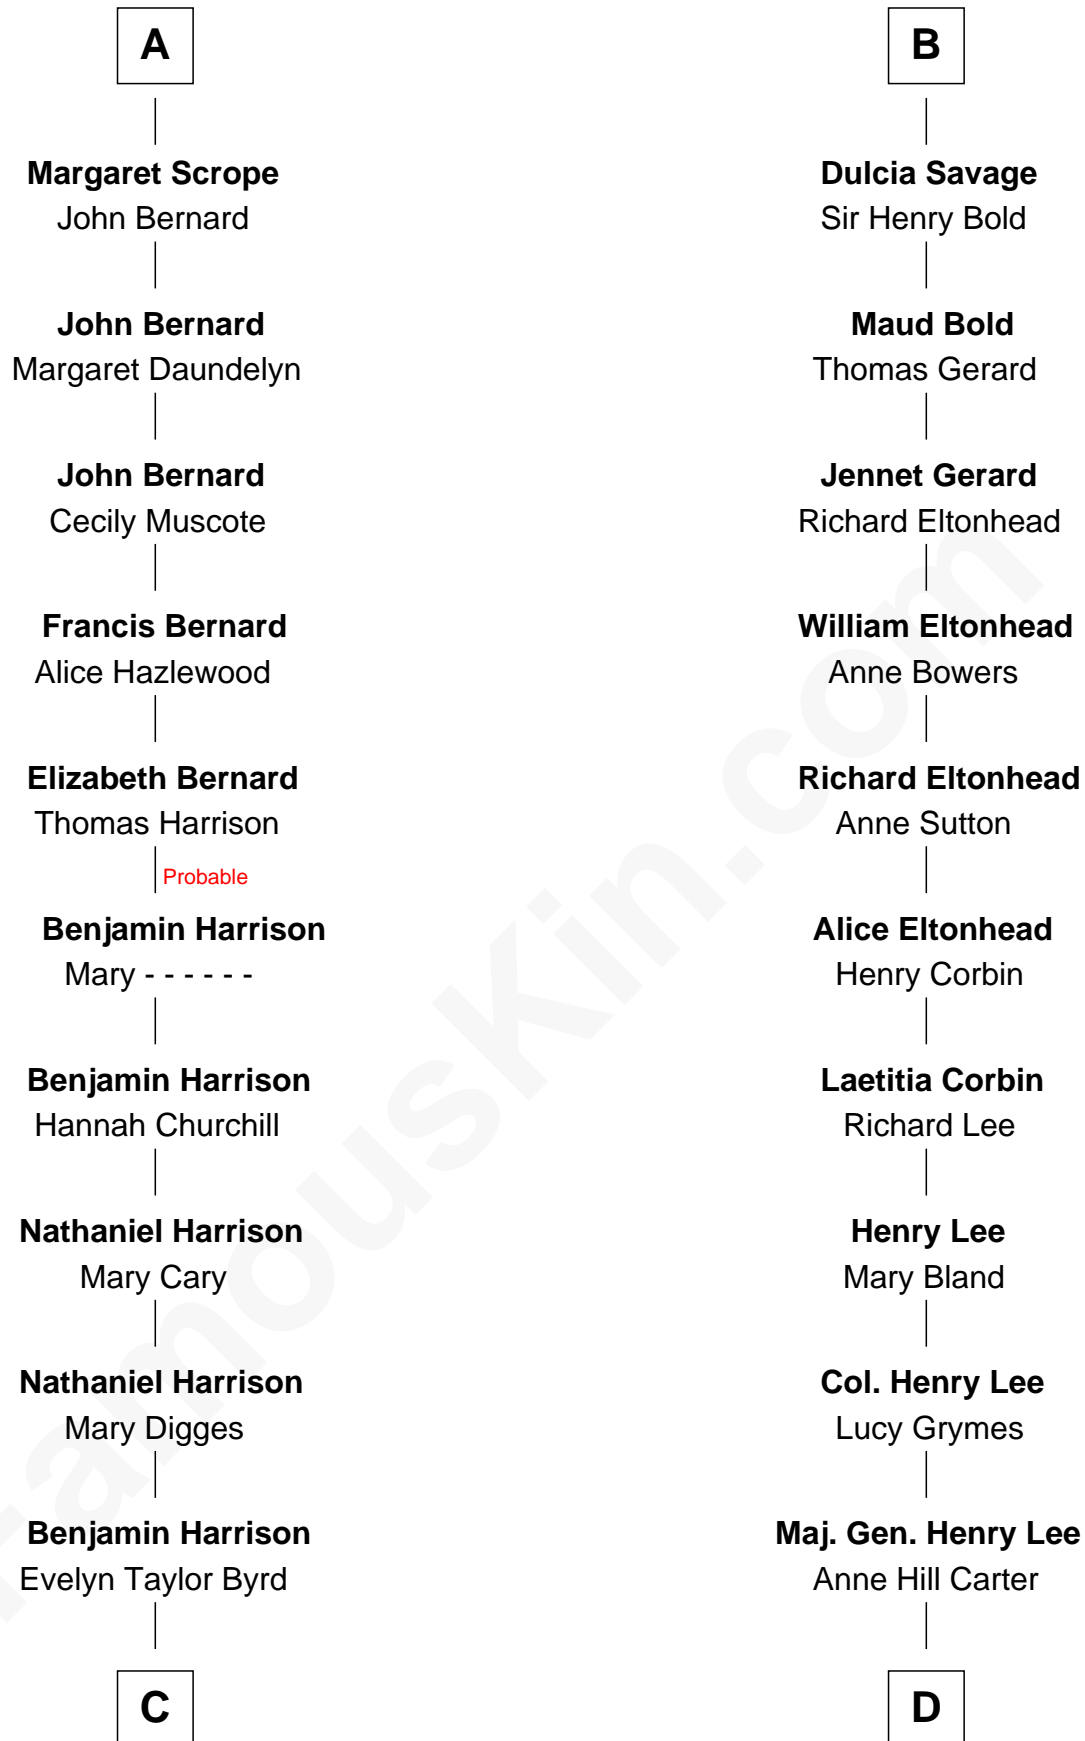 A
Margaret Scrope
John Bernard
John Bernard
Margaret Daundelyn
John Bernard
Cecily Muscote
Francis Bernard
Alice Hazlewood
Elizabeth Bernard
Thomas Harrison
Probable
Benjamin Harrison
Mary - - - - - -
Benjamin Harrison
Hannah Churchill
Nathaniel Harrison
Mary Cary
Nathaniel Harrison
Mary Digges
Benjamin Harrison
Evelyn Taylor Byrd
C
B
Dulcia Savage
Sir Henry Bold
Maud Bold
Thomas Gerard
Jennet Gerard
Richard Eltonhead
William Eltonhead
Anne Bowers
Richard Eltonhead
Anne Sutton
Alice Eltonhead
Henry Corbin
Laetitia Corbin
Richard Lee
Henry Lee
Mary Bland
Col. Henry Lee
Lucy Grymes
Maj. Gen. Henry Lee
Anne Hill Carter
D
FamousKin.com